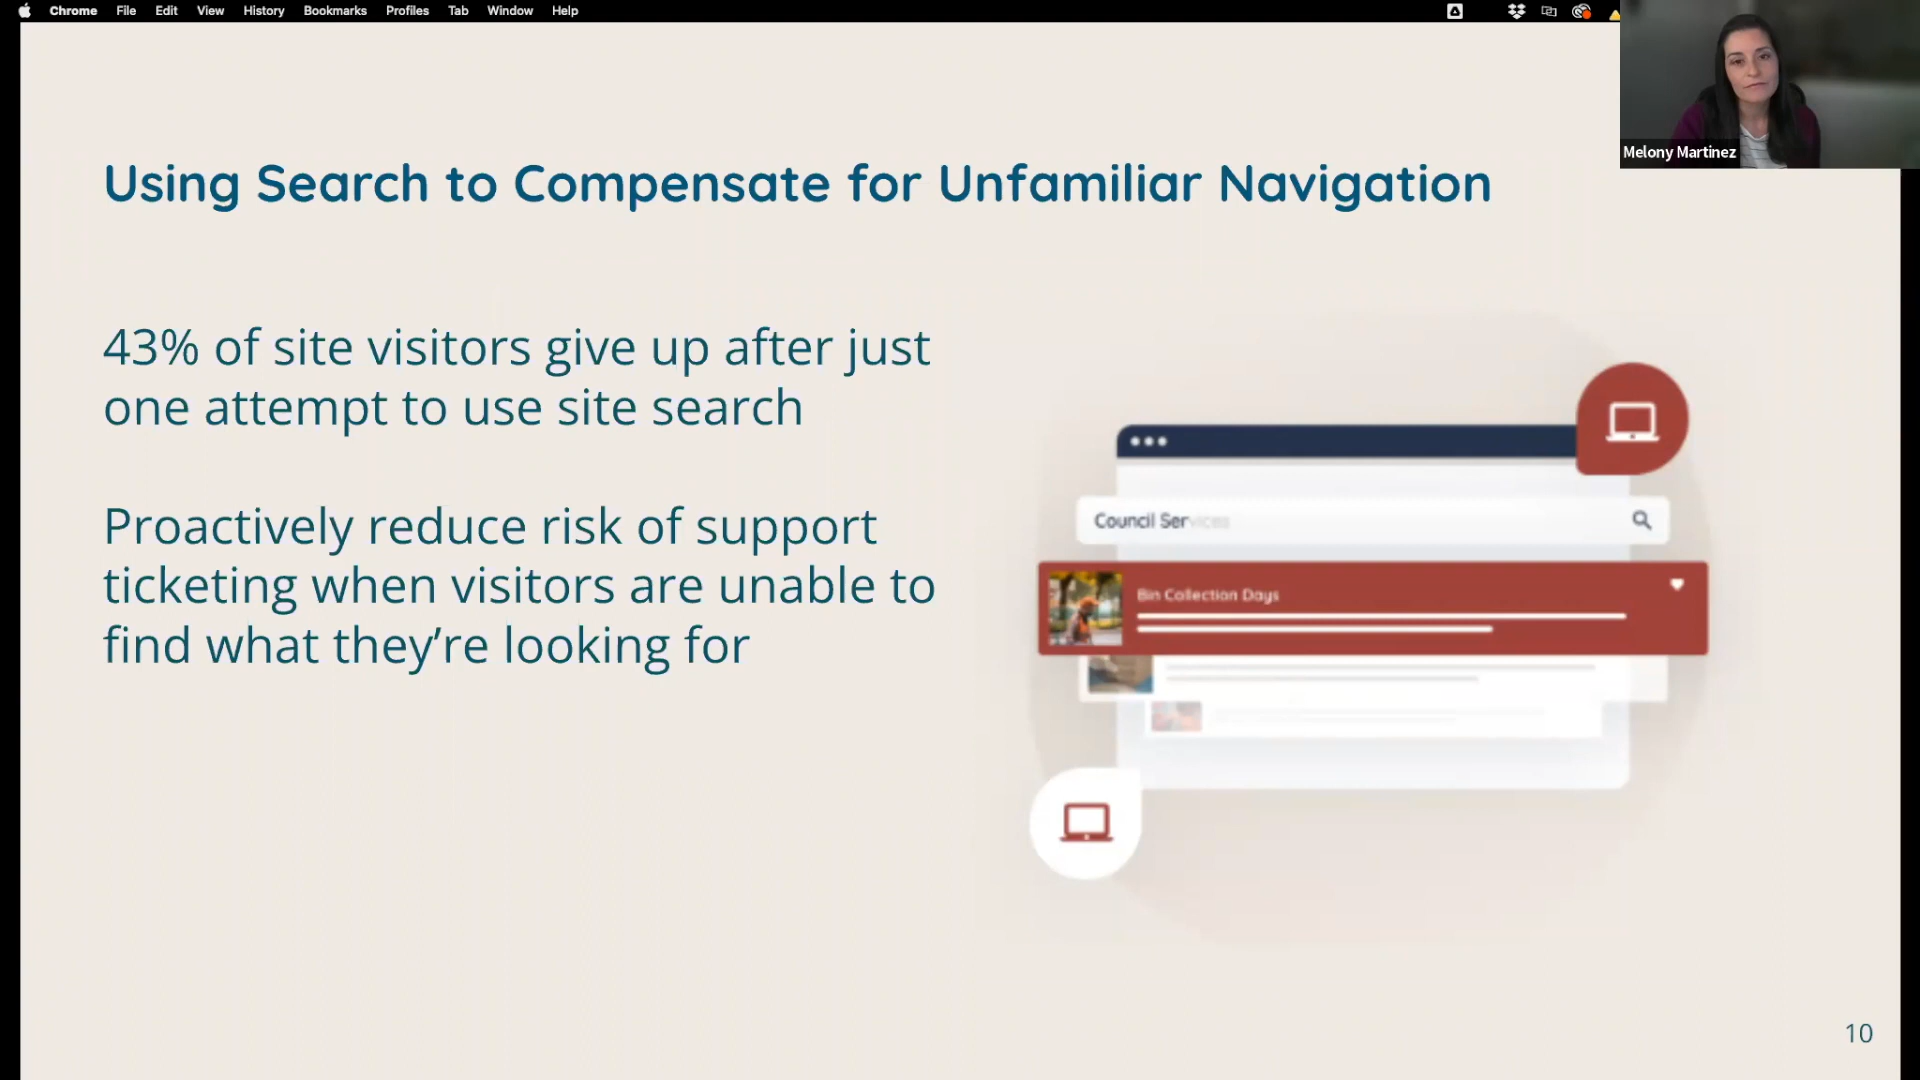 Chrome File Edit View History Bookmarks Profiles Tab Window Help
Melony Martinez
Using Search to Compensate for Unfamiliar Navigation
43% of site visitors give up after just
one attempt to use site search
Proactively reduce risk of support
ticketing when visitors are unable to
find what they’re looking for
Council Services
Bin Collection Days
10